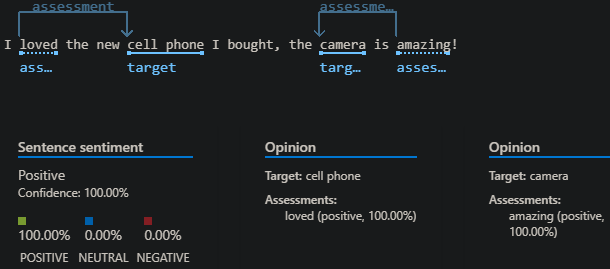 assessment assessme…
I loved the new cell phone I bought, the camera is amazing!
ass… target targ… asses…
Sentence sentiment
Positive
Confidence: 100.00%
100.00% 0.00% 0.00%
POSITIVE NEUTRAL NEGATIVE
Opinion
Target: cell phone
Assessments:
loved (positive, 100.00%)
Opinion
Target: camera
Assessments:
amazing (positive,
100.00%)